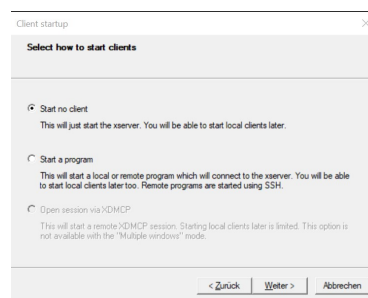 Client startup
Select how to start clients
Start no client
This will just start the xserver. You will be able to start local clients later.
Start a program
This will start a local or remote program which will connect to the xserver. You will be able
to start local clients later too. Remote programs are started using SSH.
Open session via XDMCP
This will start a remote XDMCP session. Starting local clients later is limited. This option is
not available with the "Multiple windows" mode.
< Zurück Weiter > Abbrechen